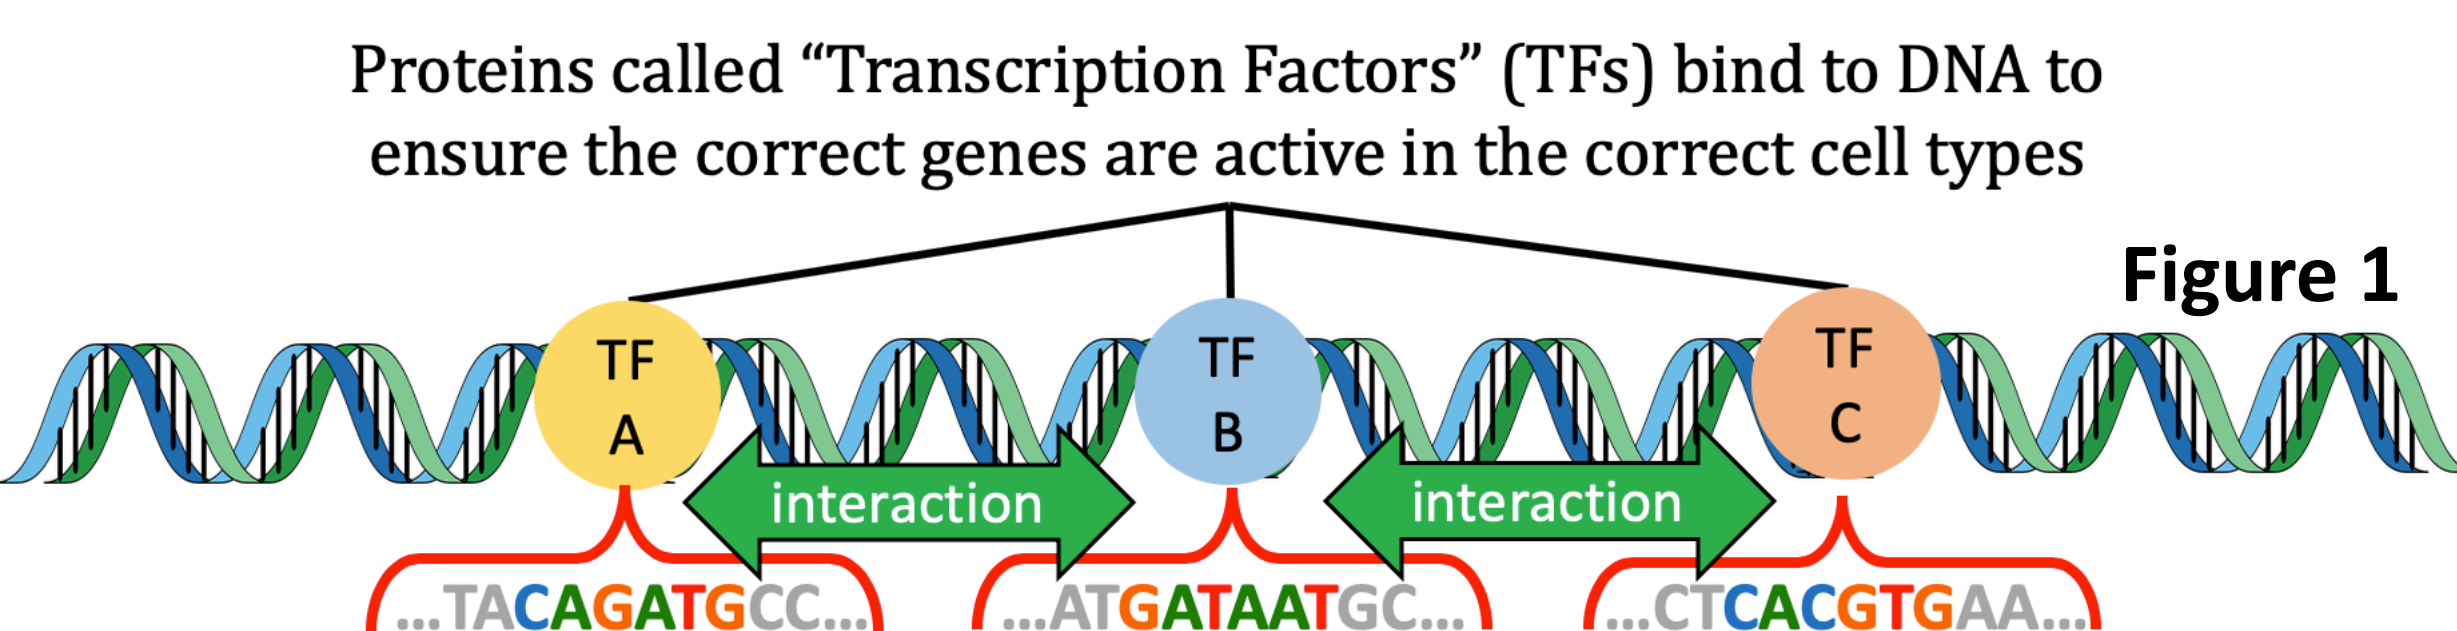 Proteins called “Transcription Factors” (TFs) bind to DNA to
ensure the correct genes are active in the correct cell types
Figure 1
TF
A
TF
B
TF
C
interaction
interaction
...TACAGATGCC...
...ATGATAATGC...
...CTCACGTGAA...